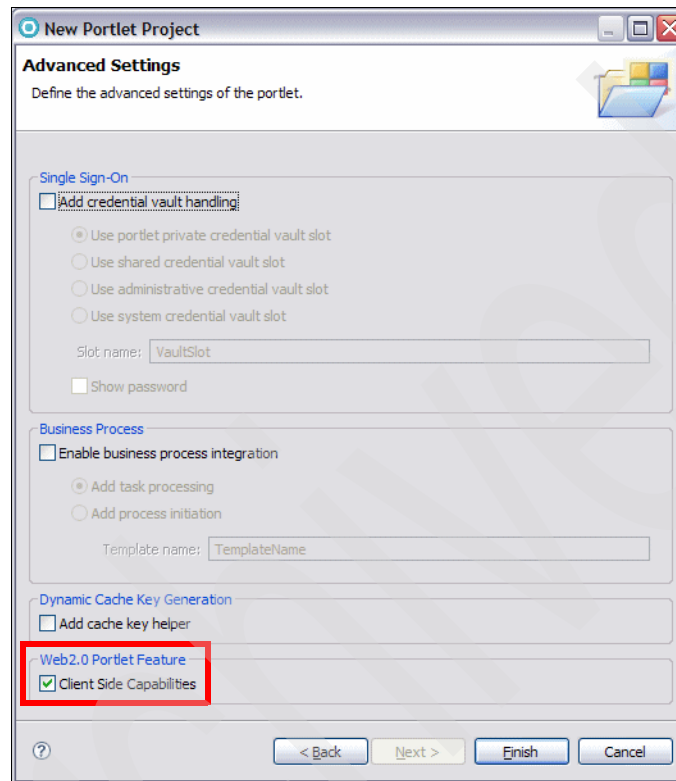 New Portlet Project
Advanced Settings
Define the advanced settings of the portlet.
Single Sign-On
Add credential vault handling
Use portlet private credential vault slot
Use shared credential vault slot
Use administrative credential vault slot
Use system credential vault slot
Slot name: VaultSlot
Show password
Business Process
Enable business process integration
Add task processing
Add process initiation
Template name: TemplateName
Dynamic Cache Key Generation
Add cache key helper
Web2.0 Portlet Feature
Client Side Capabilities
? < Back Next > Finish Cancel